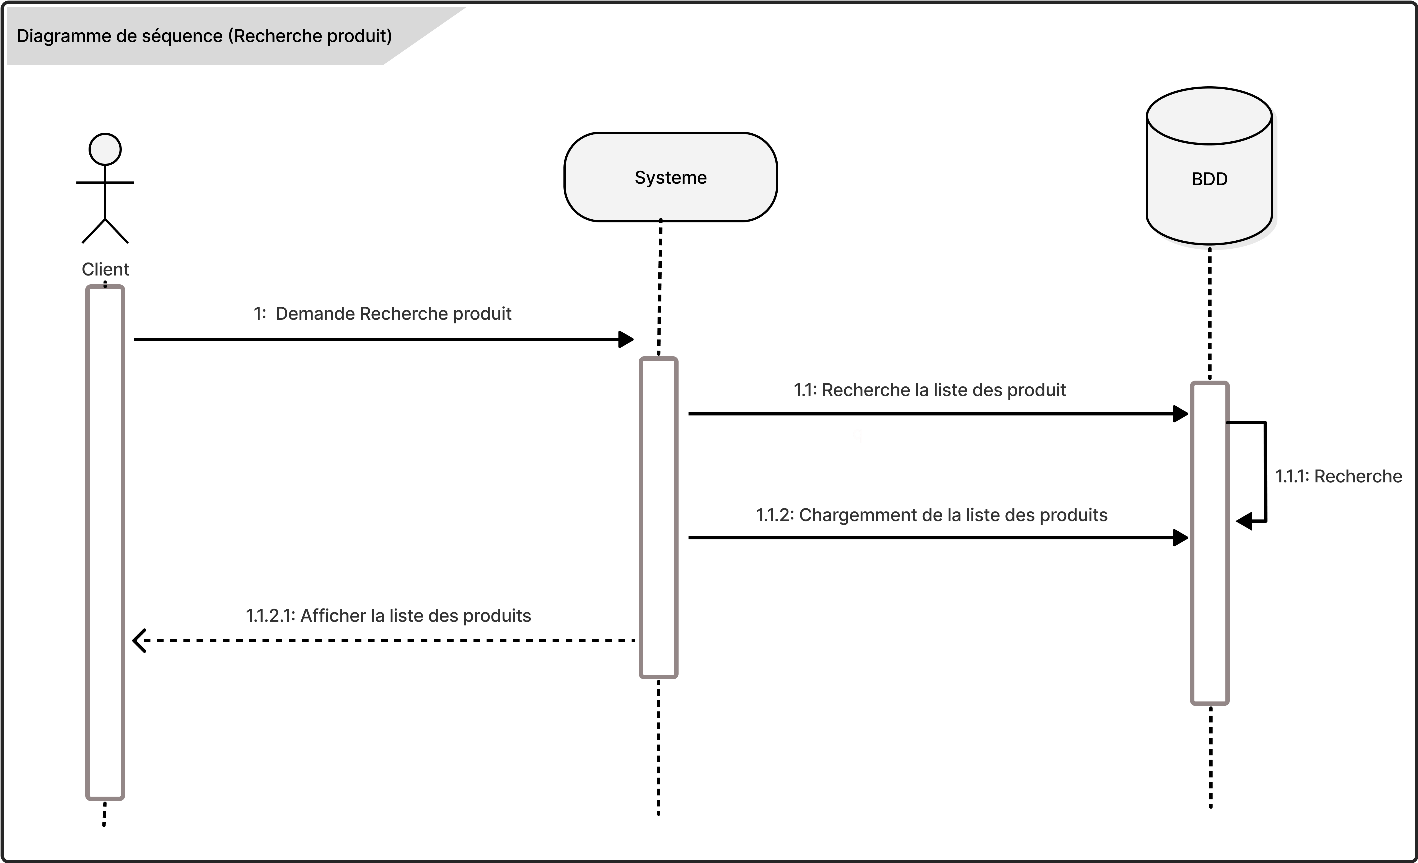 Diagramme de séquence (Recherche produit)
Systeme
BDD
Client
1: Demande Recherche produit
1.1: Recherche la liste des produit
1.1.1: Recherche
1.1.2: Chargemment de la liste des produits
1.1.2.1: Afficher la liste des produits